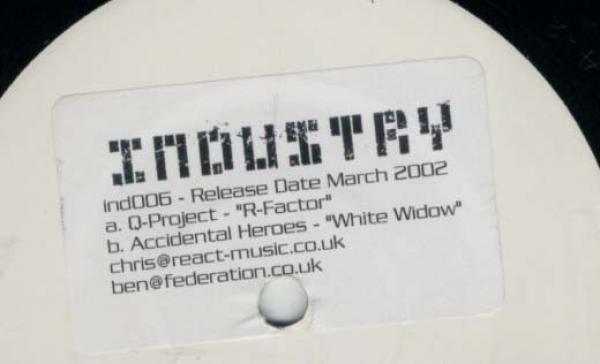 INDUSTRY
ind006 - Release Date March 2002
a. Q-Project - "R-Factor"
b. Accidental Heroes - "White Widow"
chris@react-music.co.uk
ben@federation.co.uk